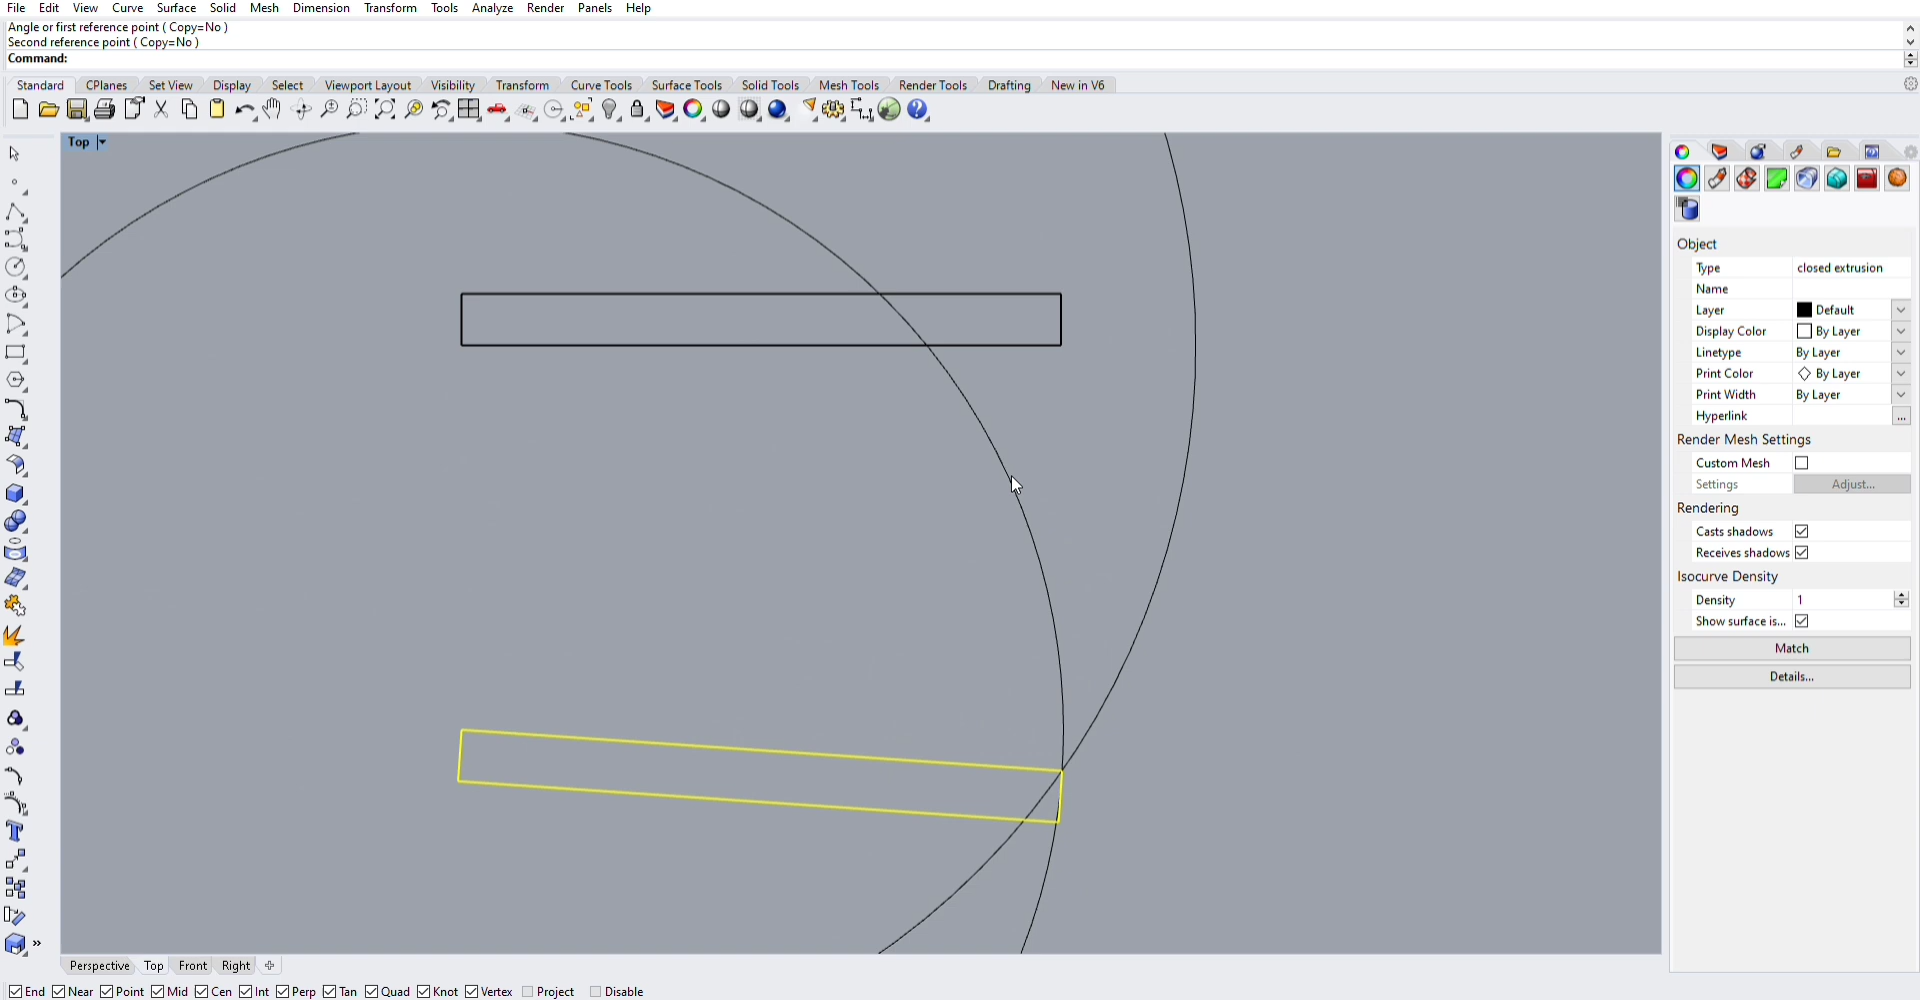 File Edit View Curve Surface Solid Mesh Dimension Transform Tools Analyze Render Panels Help
Angle or first reference point ( Copy=No )
Second reference point ( Copy=No )
Command:
Standard CPlanes Set View Display Select Viewport Layout Visibility Transform Curve Tools Surface Tools Solid Tools Mesh Tools Render Tools Drafting New in V6
Top
Object
Type closed extrusion
Name
Layer Default
Display Color By Layer
Linetype By Layer
Print Color By Layer
Print Width By Layer
Hyperlink ...
Render Mesh Settings
Custom Mesh
Settings Adjust...
Rendering
Casts shadows
Receives shadows
Isocurve Density
Density 1
Show surface is...
Match
Details...
Perspective Top Front Right
End Near Point Mid Cen Int Perp Tan Quad Knot Vertex Project Disable